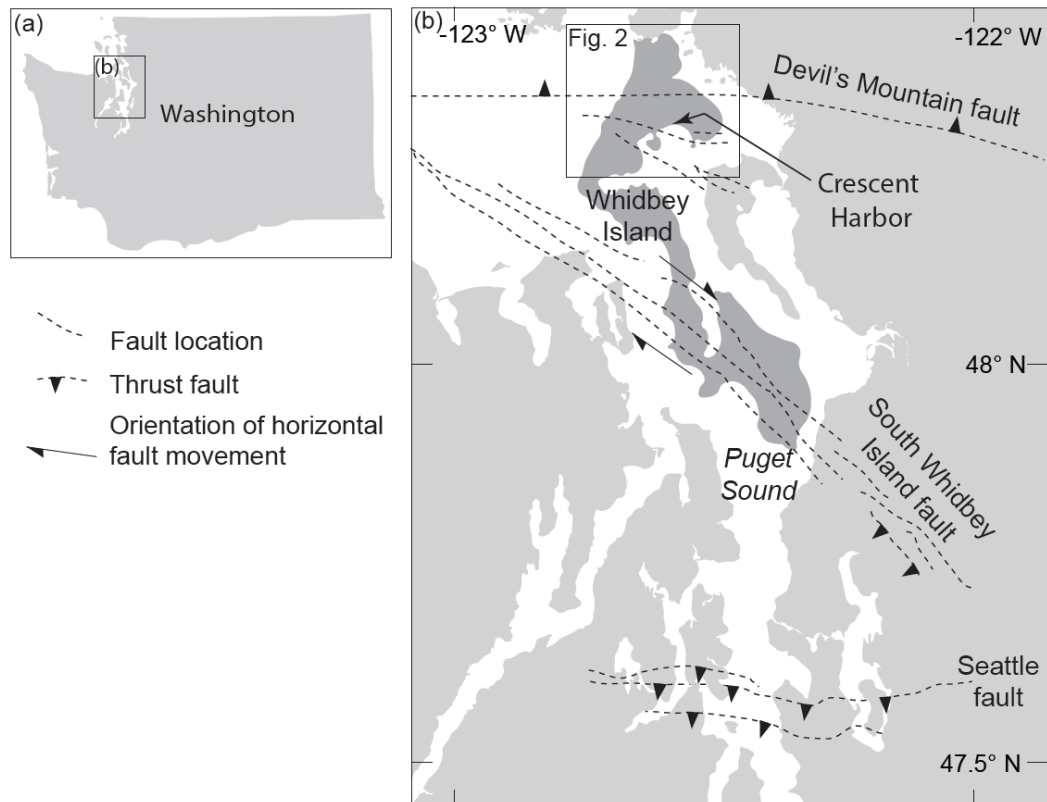 (a)
(b)
Washington
Fault location
Thrust fault
Orientation of horizontal
fault movement
(b)
-123° W
Fig. 2
-122° W
Devil's Mountain fault
Crescent
Harbor
Whidbey
Island
48° N
South Whidbey
Island fault
Puget
Sound
Seattle
fault
47.5° N